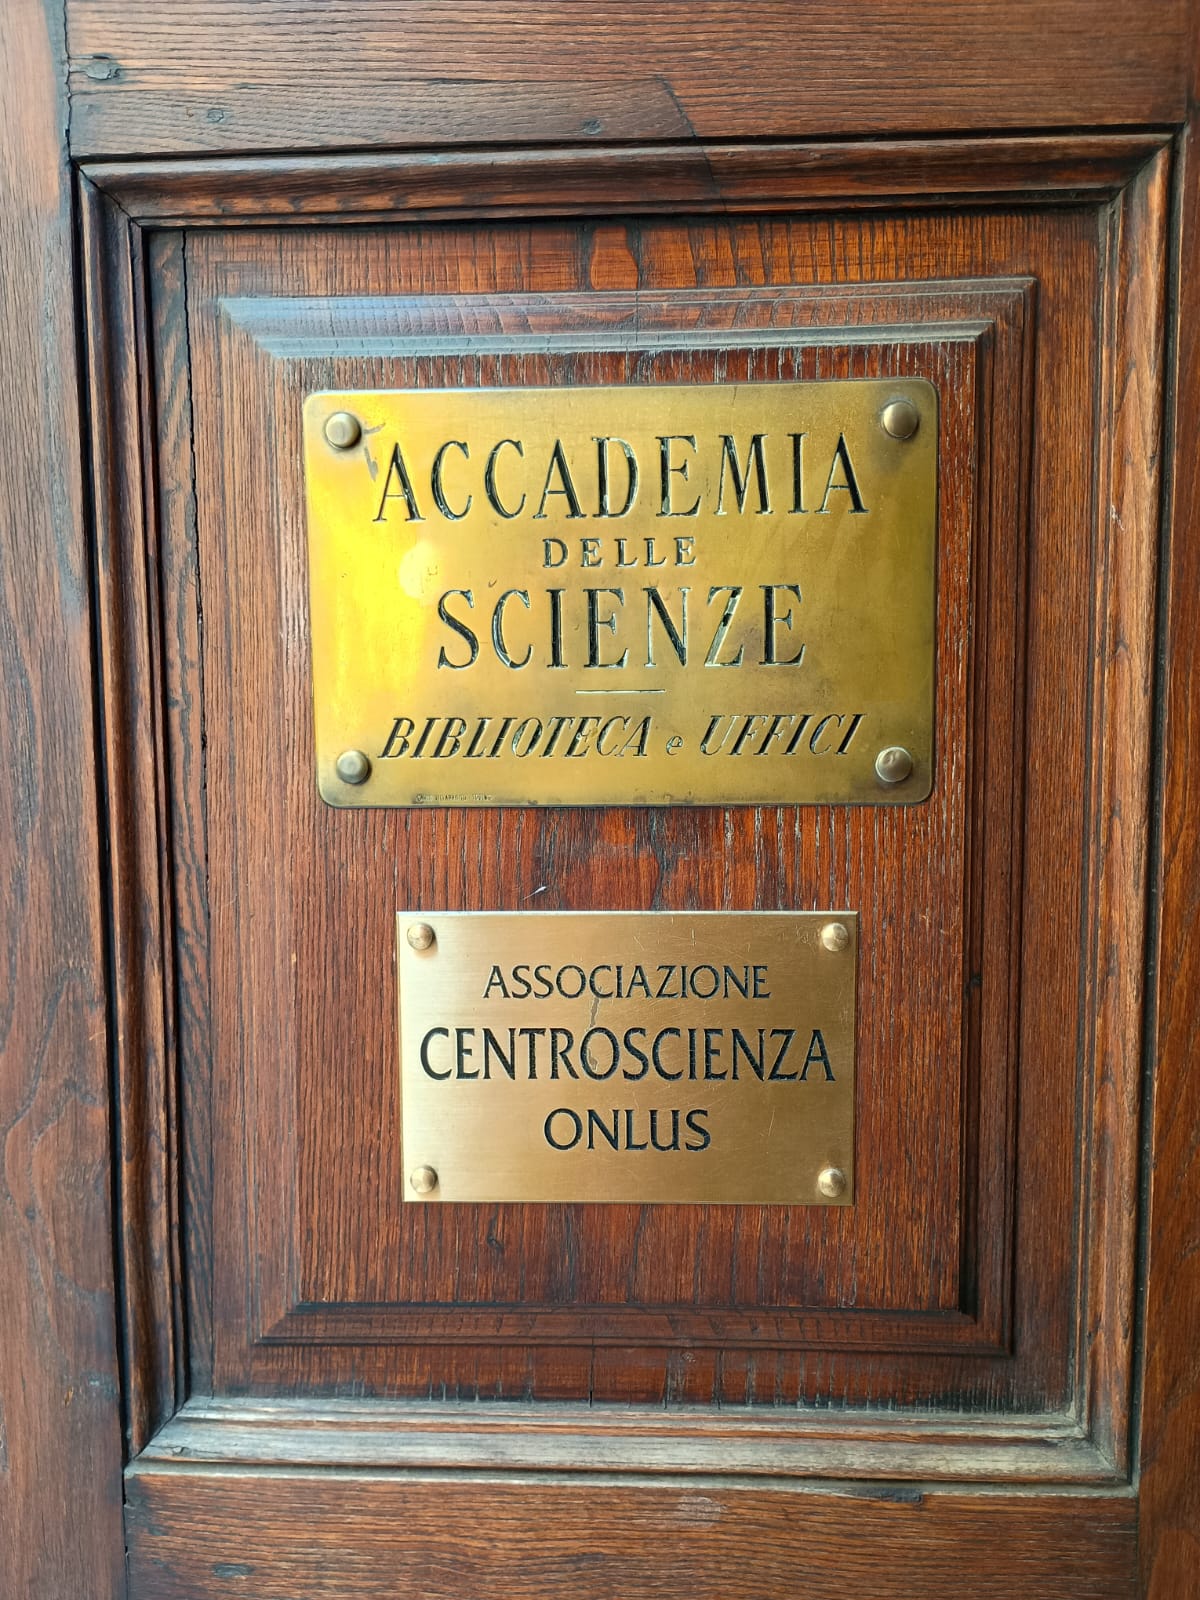 ACCADEMIA
DELLE
SCIENZE
BIBLIOTECA e UFFICI
ASSOCIAZIONE
CENTROSCIENZA
ONLUS